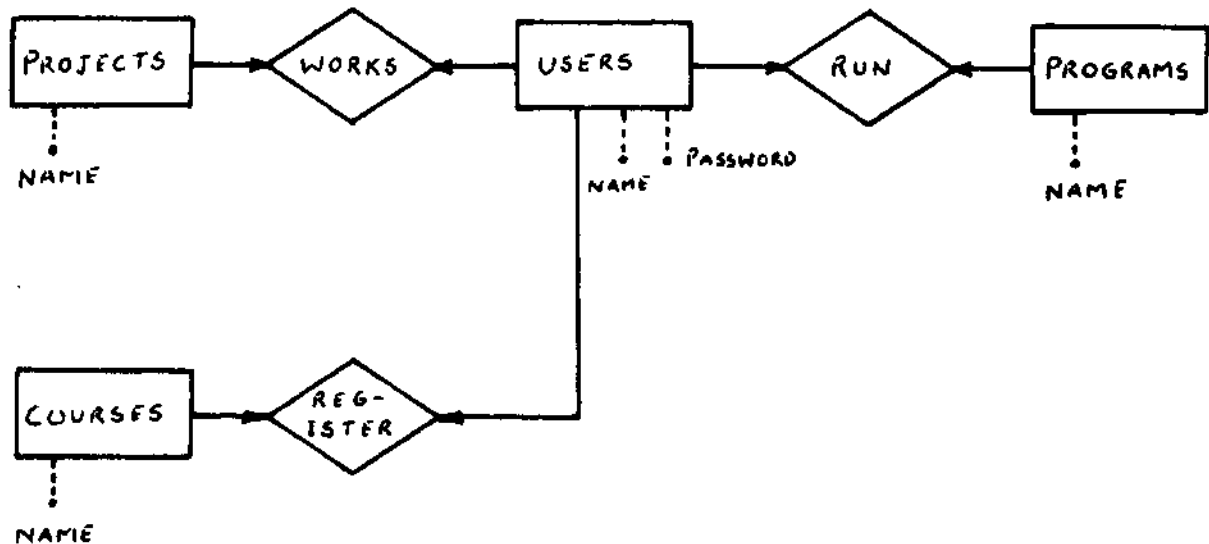 PROJECTS
WORKS
USERS
RUN
PROGRAMS
NAME
NAME
PASSWORD
NAME
COURSES
REG-
ISTER
NAME